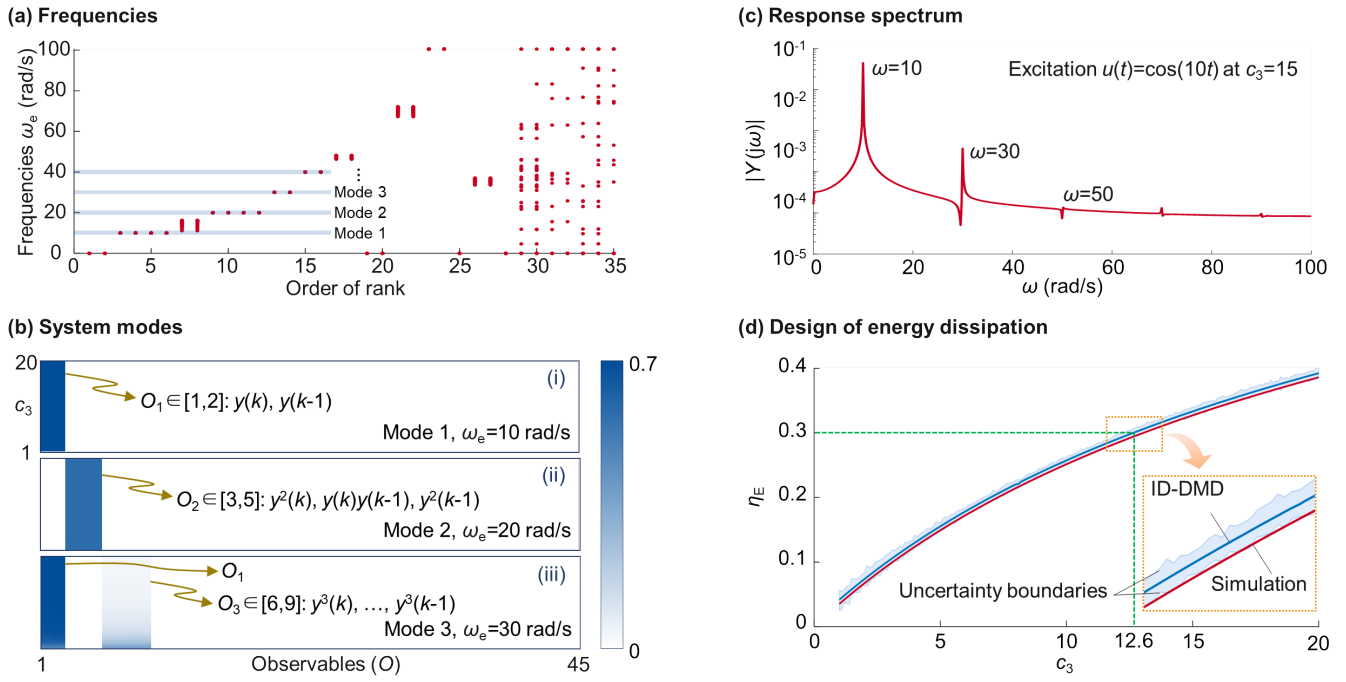 (a) Frequencies
Frequencies ωe (rad/s)
100
80
60
40
20
0
Mode 3
Mode 2
Mode 1
0 5 10 15 20 25 30 35
Order of rank
(b) System modes
20
c3
1
(i)
O1∈[1,2]: y(k), y(k-1)
Mode 1, ωe=10 rad/s
(ii)
O2∈[3,5]: y²(k), y(k)y(k-1), y²(k-1)
Mode 2, ωe=20 rad/s
(iii)
O1
O3∈[6,9]: y³(k), …, y³(k-1)
Mode 3, ωe=30 rad/s
1 Observables (O) 45
0.7
0
(c) Response spectrum
|Y(jω)|
10-1
10-2
10-3
10-4
10-5
ω=10
Excitation u(t)=cos(10t) at c3=15
ω=30
ω=50
0 20 40 60 80 100
ω (rad/s)
(d) Design of energy dissipation
ηE
0.4
0.3
0.2
0.1
0
ID-DMD
Uncertainty boundaries
Simulation
0 5 10 12.6 15 20
c3